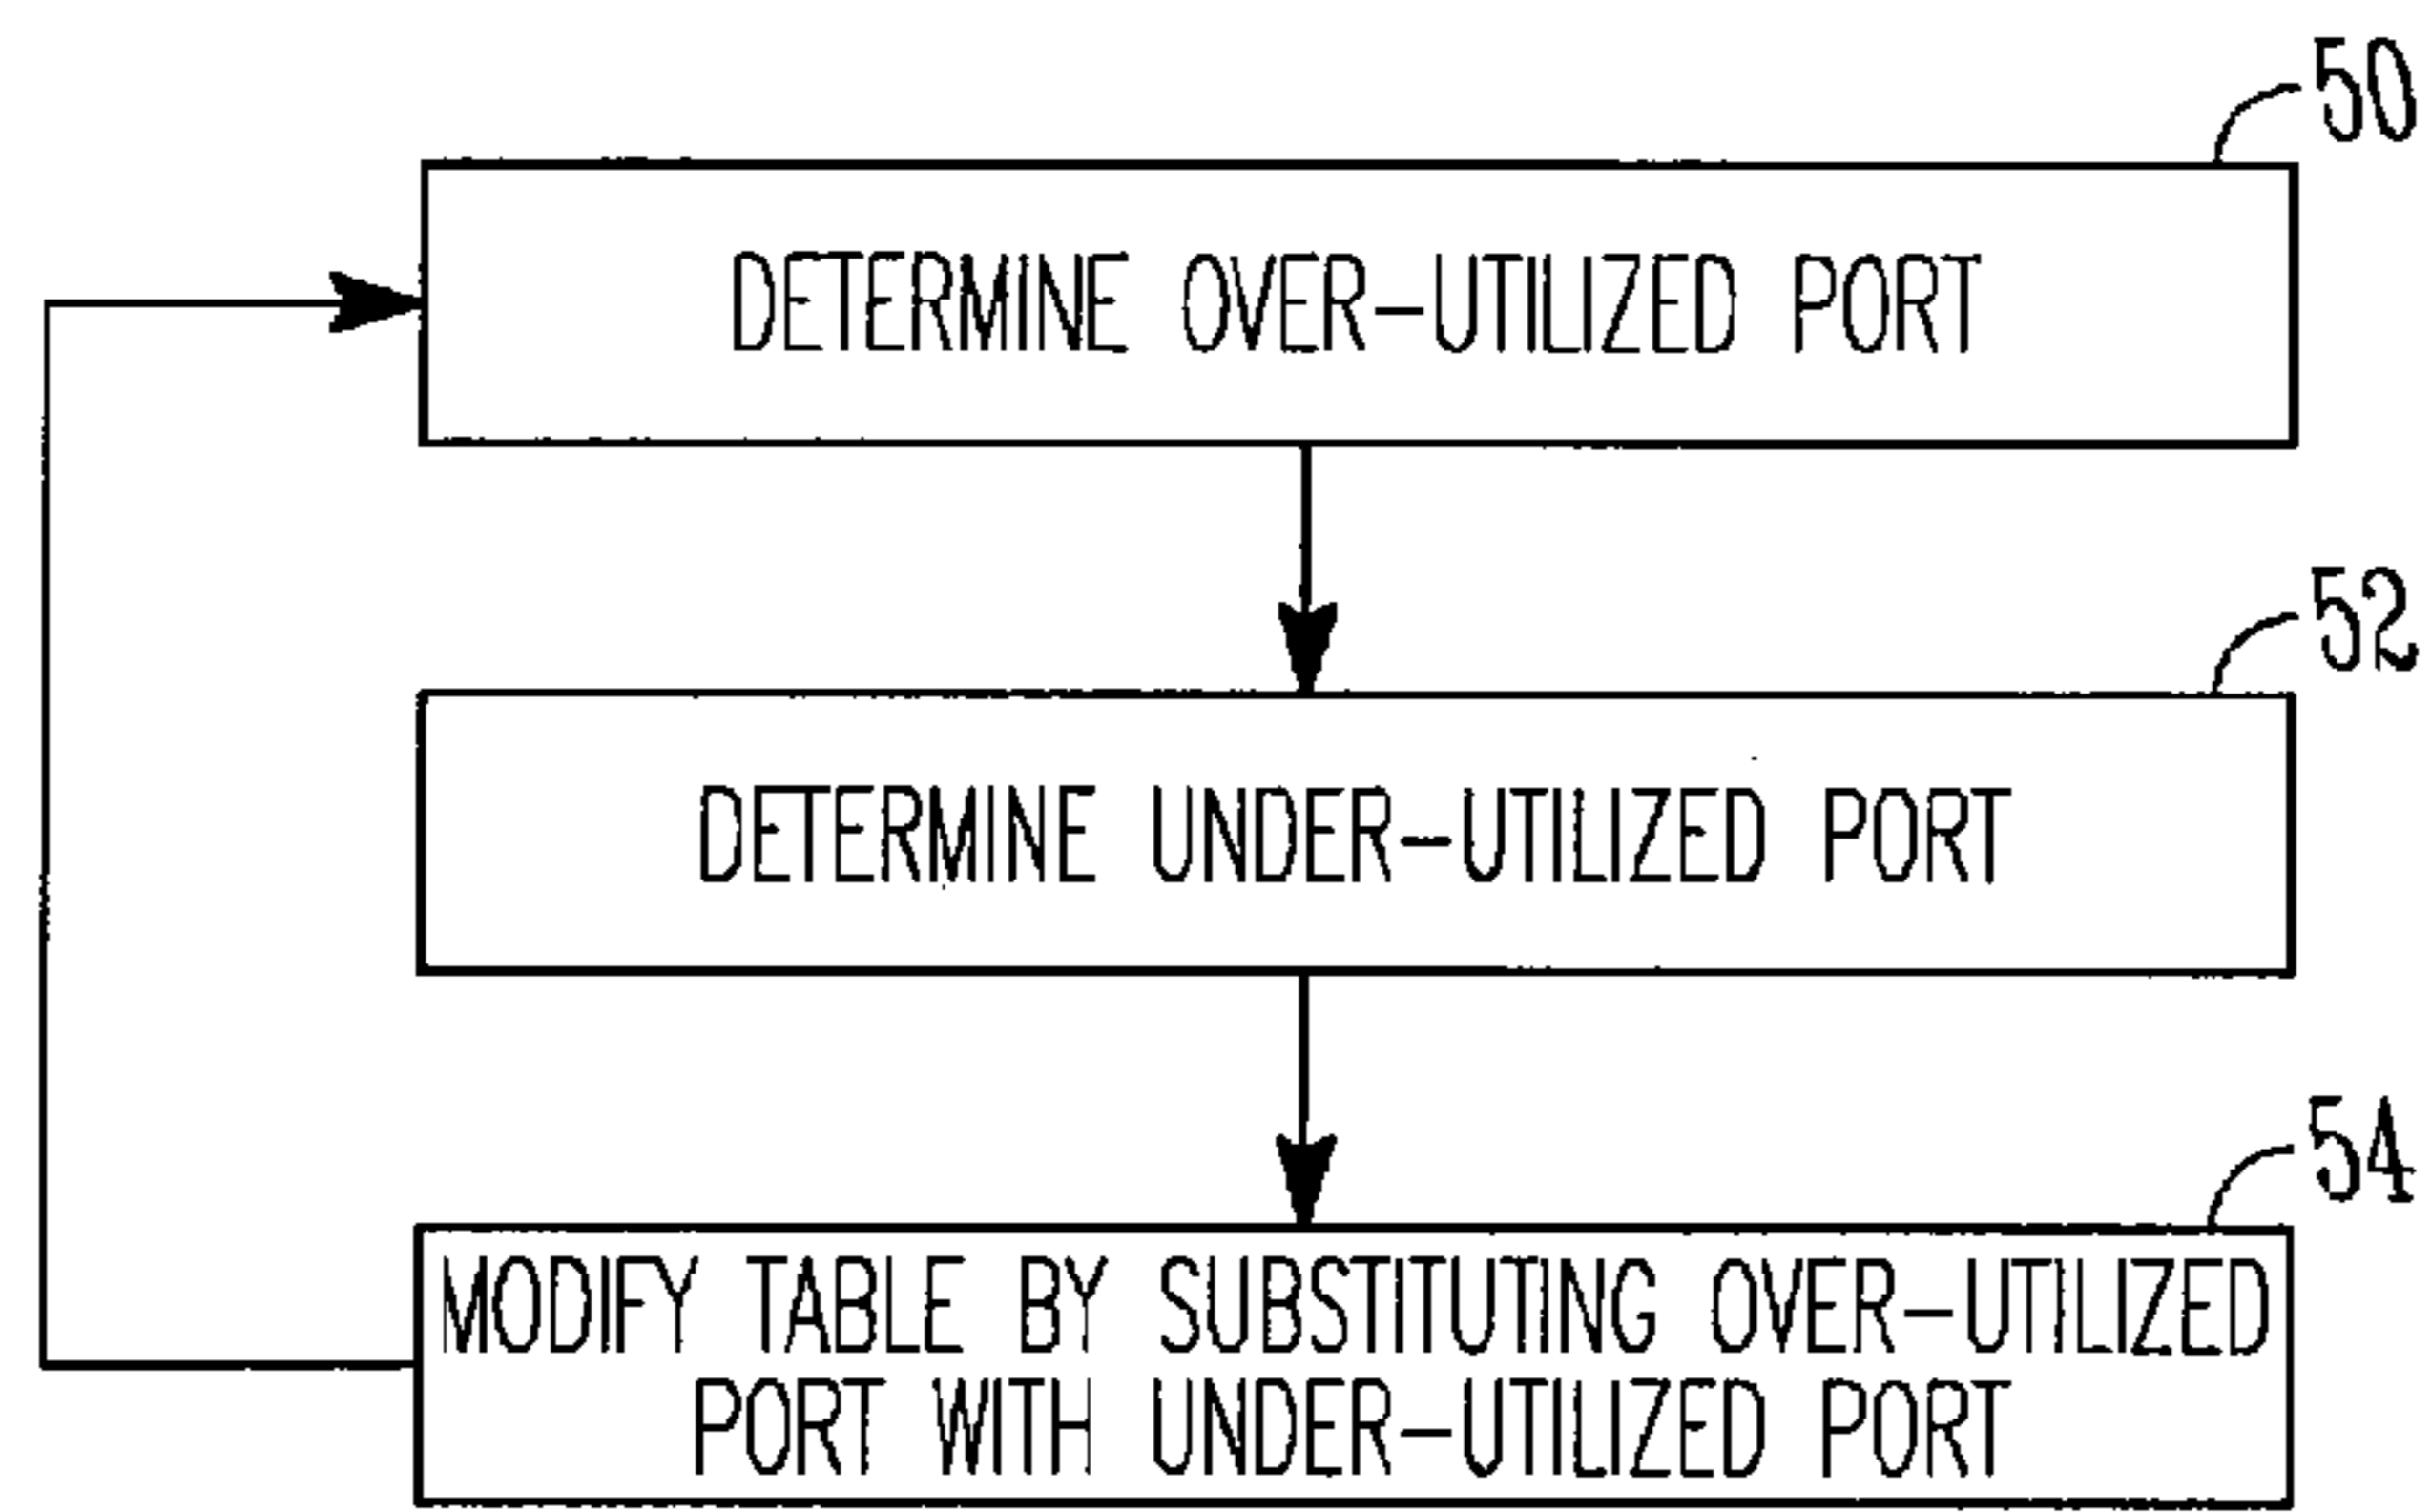 50
DETERMINE OVER-UTILIZED PORT
52
DETERMINE UNDER-UTILIZED PORT
54
MODIFY TABLE BY SUBSTITUTING OVER-UTILIZED
PORT WITH UNDER-UTILIZED PORT